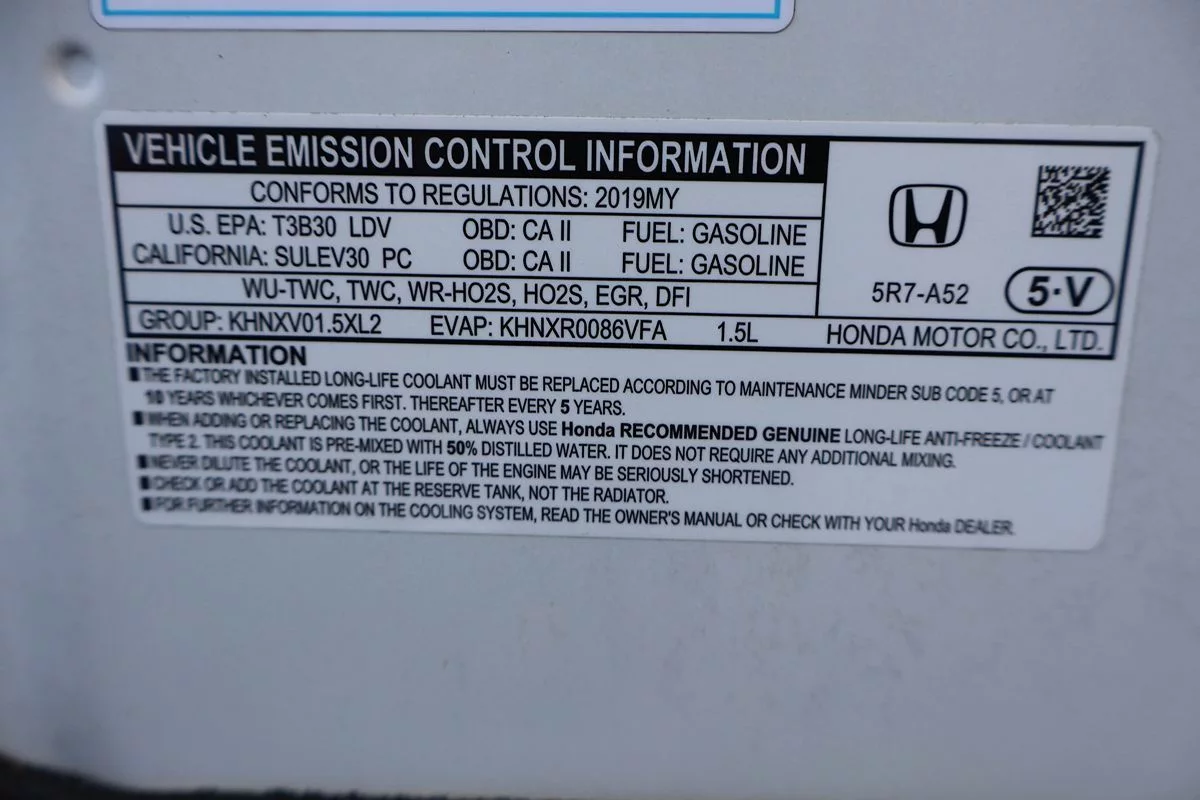 VEHICLE EMISSION CONTROL INFORMATION
CONFORMS TO REGULATIONS: 2019MY
U.S. EPA: T3B30 LDV OBD: CA II FUEL: GASOLINE
CALIFORNIA: SULEV30 PC OBD: CA II FUEL: GASOLINE
WU-TWC, TWC, WR-HO2S, HO2S, EGR, DFI
5R7-A52 5·V
GROUP: KHNXV01.5XL2 EVAP: KHNXR0086VFA 1.5L HONDA MOTOR CO., LTD.
INFORMATION
■THE FACTORY INSTALLED LONG-LIFE COOLANT MUST BE REPLACED ACCORDING TO MAINTENANCE MINDER SUB CODE 5, OR AT
10 YEARS WHICHEVER COMES FIRST. THEREAFTER EVERY 5 YEARS.
■WHEN ADDING OR REPLACING THE COOLANT, ALWAYS USE Honda RECOMMENDED GENUINE LONG-LIFE ANTI-FREEZE / COOLANT
TYPE 2. THIS COOLANT IS PRE-MIXED WITH 50% DISTILLED WATER. IT DOES NOT REQUIRE ANY ADDITIONAL MIXING.
■NEVER DILUTE THE COOLANT, OR THE LIFE OF THE ENGINE MAY BE SERIOUSLY SHORTENED.
■CHECK OR ADD THE COOLANT AT THE RESERVE TANK, NOT THE RADIATOR.
■FOR FURTHER INFORMATION ON THE COOLING SYSTEM, READ THE OWNER'S MANUAL OR CHECK WITH YOUR Honda DEALER.